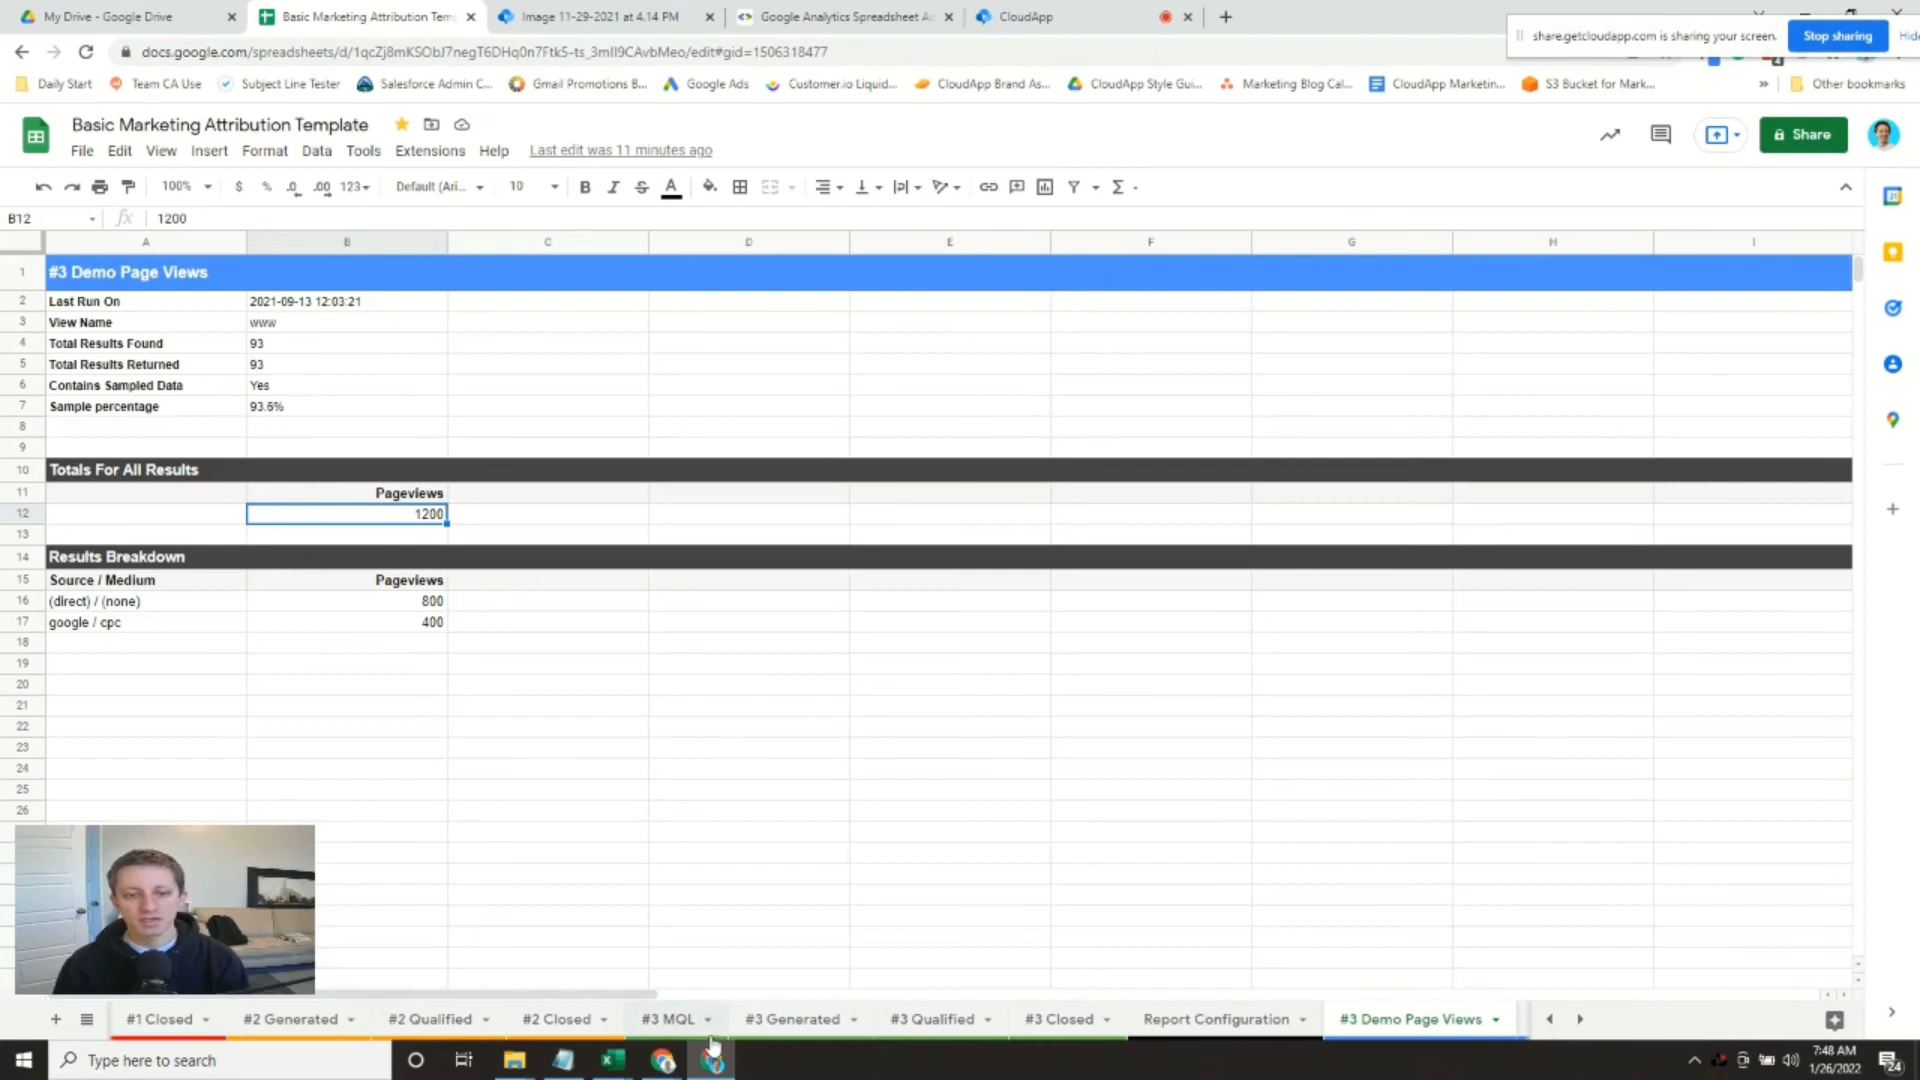 My Drive - Google Drive
Basic Marketing Attribution Temp
Image 11-29-2021 at 4.14 PM
Google Analytics Spreadsheet Ad
CloudApp
share.getcloudapp.com is sharing your screen.
Stop sharing
Hide
Daily Start
Team CA Use
Subject Line Tester
Salesforce Admin C...
Gmail Promotions B...
Google Ads
Customer.io Liquid...
CloudApp Brand As...
CloudApp Style Gui...
Marketing Blog Cal...
CloudApp Marketin...
S3 Bucket for Mark...
Other bookmarks
Basic Marketing Attribution Template
Share
File Edit View Insert Format Data Tools Extensions Help Last edit was 11 minutes ago
100% $ % .0 .00 123 Default (Ari... 10 B I S A
B12 fx 1200
A B C D E F G H I
1 #3 Demo Page Views
2 Last Run On 2021-09-13 12:03:21
3 View Name www
4 Total Results Found 93
5 Total Results Returned 93
6 Contains Sampled Data Yes
7 Sample percentage 93.6%
8
9
10 Totals For All Results
11 Pageviews
12 1200
13
14 Results Breakdown
15 Source / Medium Pageviews
16 (direct) / (none) 800
17 google / cpc 400
18
19
20
21
22
23
24
25
26
#1 Closed #2 Generated #2 Qualified #2 Closed #3 MQL #3 Generated #3 Qualified #3 Closed Report Configuration #3 Demo Page Views
Type here to search
7:48 AM
1/26/2022
24